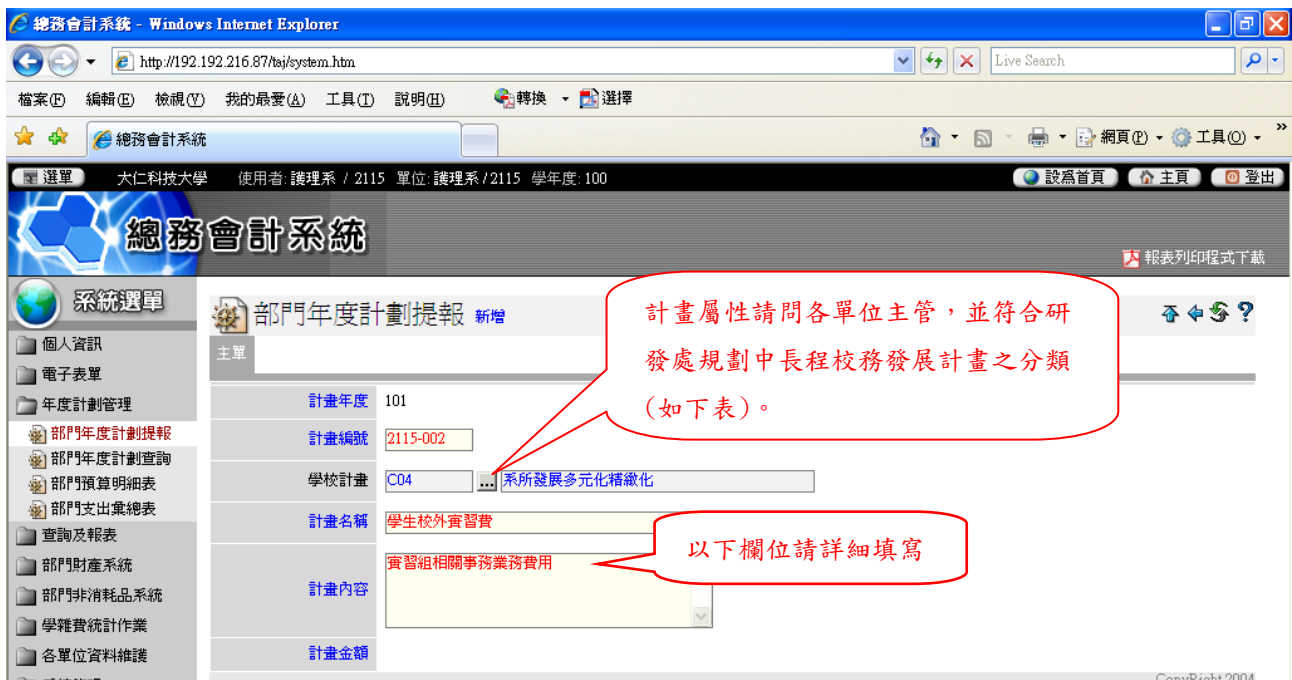 總務會計系統 - Windows Internet Explorer
http://192.192.216.87/taj/system.htm
Live Search
檔案(F) 編輯(E) 檢視(V) 我的最愛(A) 工具(T) 說明(H) 轉換 選擇
總務會計系統
網頁(P) 工具(O) »
選單 大仁科技大學 使用者:護理系 / 2115 單位:護理系/2115 學年度:100 設為首頁 主頁 登出
總務會計系統
報表列印程式下載
系統選單
個人資訊
電子表單
年度計劃管理
部門年度計劃提報
部門年度計劃查詢
部門預算明細表
部門支出彙總表
查詢及報表
部門財產系統
部門非消耗品系統
學雜費統計作業
各單位資料維護
部門年度計劃提報 新增
主單
計畫年度 101
計畫編號 2115-002
學校計畫 C04 ... 系所發展多元化精緻化
計畫名稱 學生校外實習費
計畫內容 實習組相關事務業務費用
計畫金額
計畫屬性請問各單位主管，並符合研
發處規劃中長程校務發展計畫之分類
(如下表)。
以下欄位請詳細填寫
CopyRight 2004